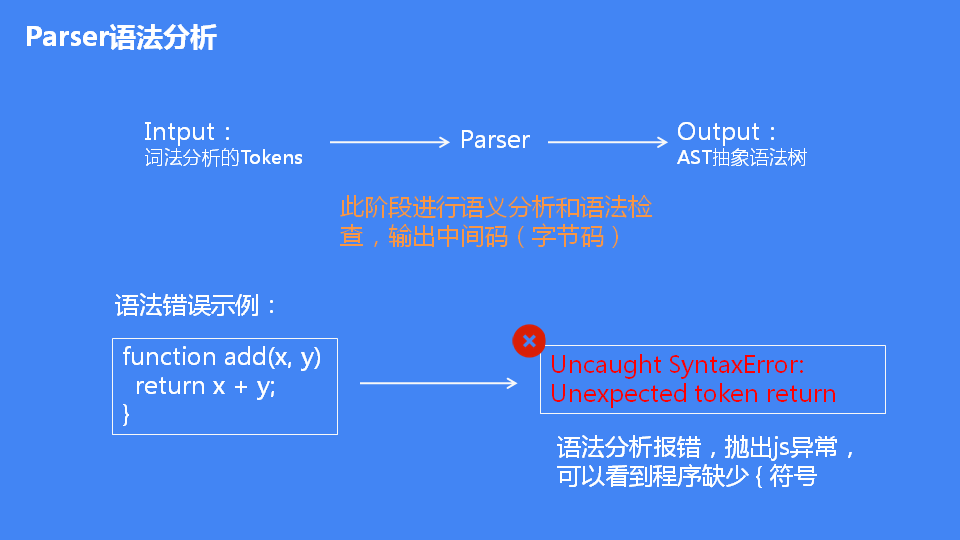 Parser语法分析
Intput：
词法分析的Tokens
Parser
Output：
AST抽象语法树
此阶段进行语义分析和语法检
查，输出中间码（字节码）
语法错误示例：
function add(x, y)
return x + y;
}
Uncaught SyntaxError:
Unexpected token return
语法分析报错，抛出js异常，
可以看到程序缺少 { 符号